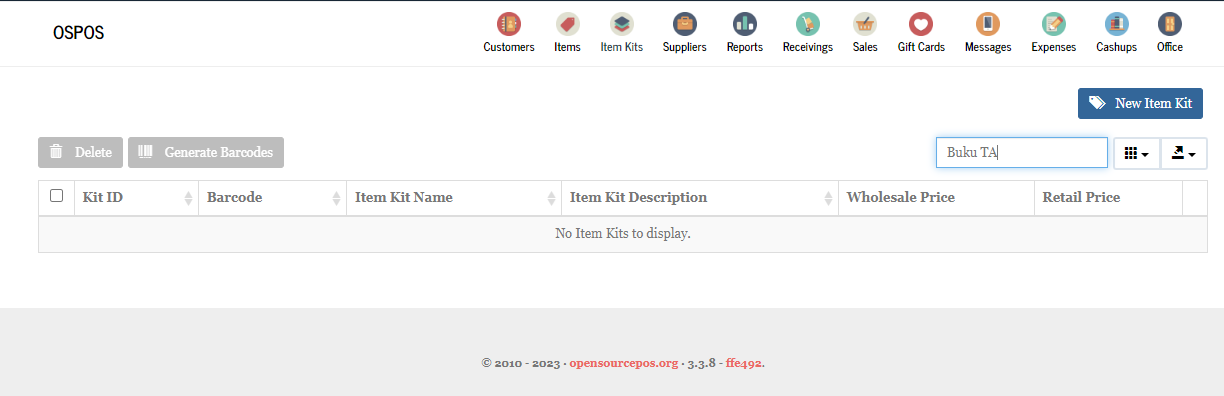 OSPOS
Customers
Items
Item Kits
Suppliers
Reports
Receivings
Sales
Gift Cards
Messages
Expenses
Cashups
Office
New Item Kit
Delete
Generate Barcodes
Buku TA
Kit ID
Barcode
Item Kit Name
Item Kit Description
Wholesale Price
Retail Price
No Item Kits to display.
© 2010 - 2023 · opensourcepos.org · 3.3.8 - ffe492.